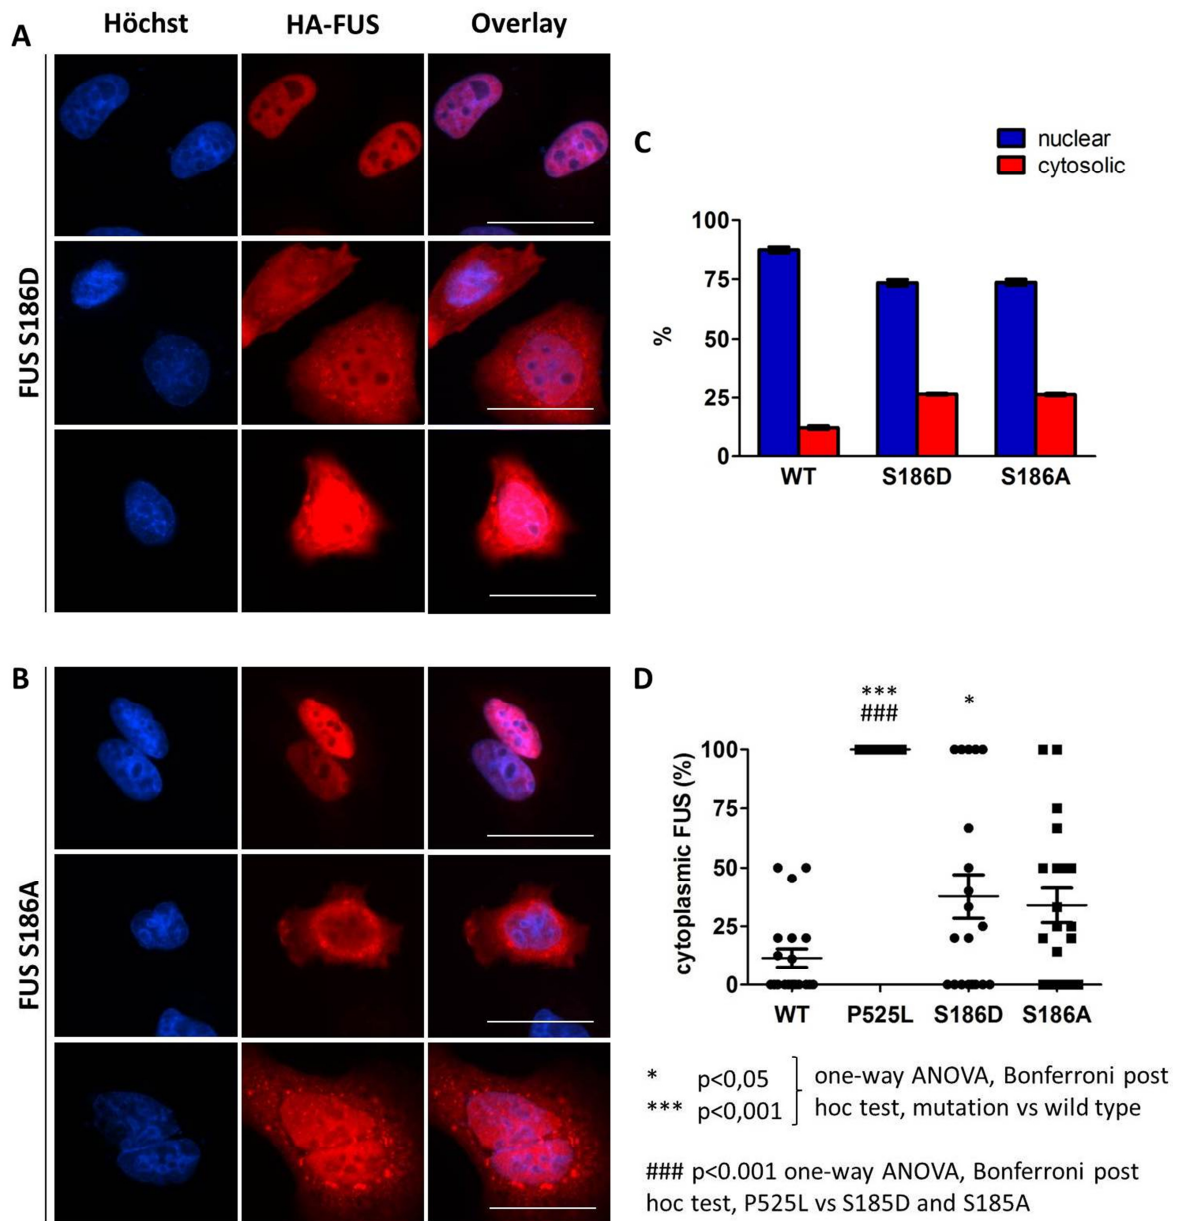 A
Höchst
HA-FUS
Overlay
FUS S186D
B
FUS S186A
C
nuclear
cytosolic
100
75
50
25
0
%
WT
S186D
S186A
D
***
###
*
100
75
50
25
0
cytoplasmic FUS (%)
WT
P525L
S186D
S186A
* p<0,05
*** p<0,001
one-way ANOVA, Bonferroni post
hoc test, mutation vs wild type
### p<0.001 one-way ANOVA, Bonferroni post
hoc test, P525L vs S185D and S185A